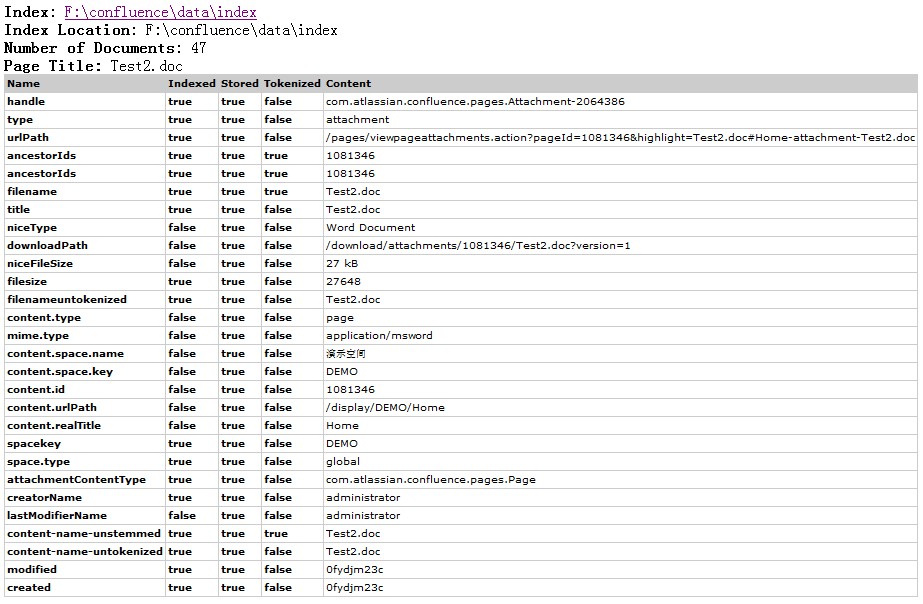 Index: F:\confluence\data\index
Index Location: F:\confluence\data\index
Number of Documents: 47
Page Title: Test2.doc
Name Indexed Stored Tokenized Content
handle true true false com.atlassian.confluence.pages.Attachment-2064386
type true true false attachment
urlPath true true false /pages/viewpageattachments.action?pageId=1081346&highlight=Test2.doc#Home-attachment-Test2.doc
ancestorIds true true true 1081346
ancestorIds true true true 1081346
filename true true true Test2.doc
title true true false Test2.doc
niceType false true false Word Document
downloadPath false true false /download/attachments/1081346/Test2.doc?version=1
niceFileSize false true false 27 kB
filesize true true false 27648
filenameuntokenized true true false Test2.doc
content.type false true false page
mime.type false true false application/msword
content.space.name false true false 演示空间
content.space.key false true false DEMO
content.id false true false 1081346
content.urlPath false true false /display/DEMO/Home
content.realTitle false true false Home
spacekey true true false DEMO
space.type true true false global
attachmentContentType true true false com.atlassian.confluence.pages.Page
creatorName true true false administrator
lastModifierName false true false administrator
content-name-unstemmed true true true Test2.doc
content-name-untokenized true true false Test2.doc
modified true true false 0fydjm23c
created true true false 0fydjm23c